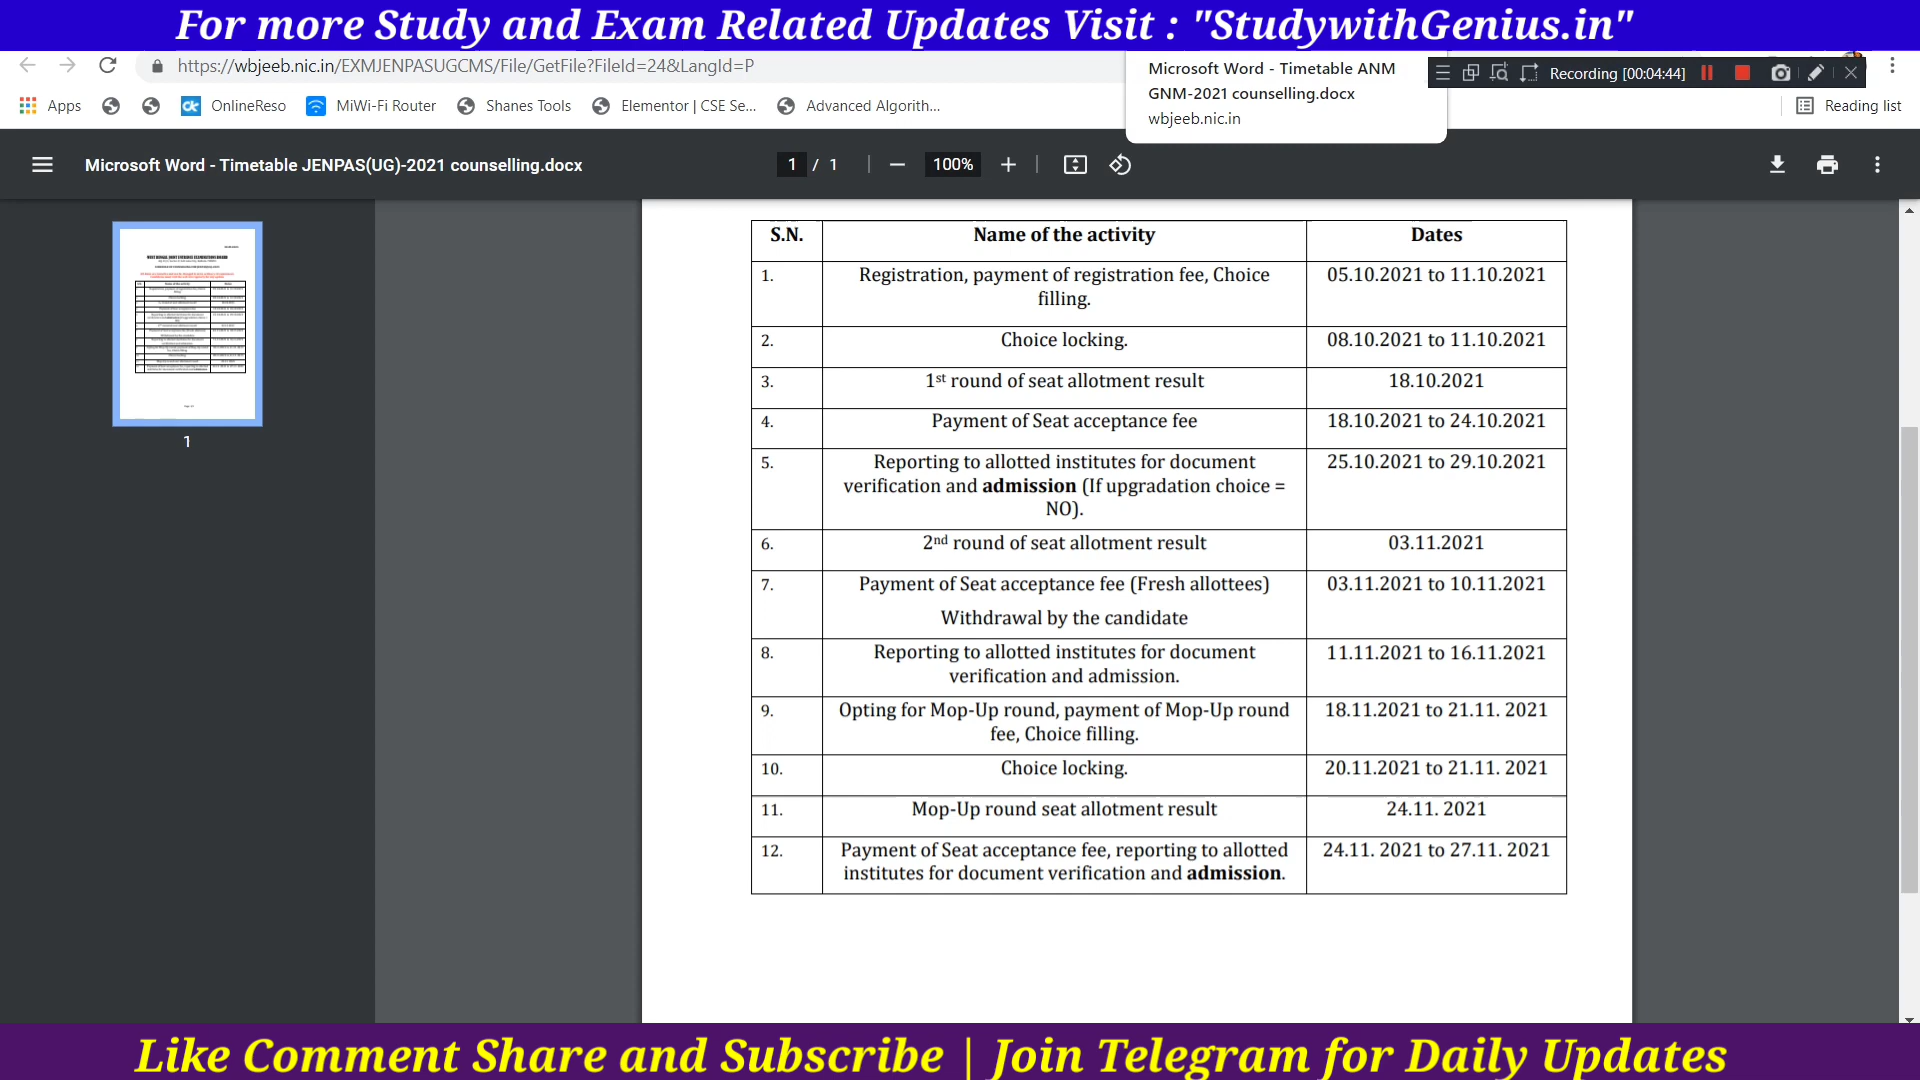 For more Study and Exam Related Updates Visit : "StudywithGenius.in"
https://wbjeeb.nic.in/EXMJENPASUGCMS/File/GetFile?FileId=24&LangId=P
Microsoft Word - Timetable ANM
GNM-2021 counselling.docx
wbjeeb.nic.in
Recording [00:04:44]
Apps
OnlineReso
MiWi-Fi Router
Shanes Tools
Elementor | CSE Se...
Advanced Algorith...
Reading list
Microsoft Word - Timetable JENPAS(UG)-2021 counselling.docx
1 / 1
100%
1
S.N. Name of the activity Dates
1. Registration, payment of registration fee, Choice 05.10.2021 to 11.10.2021
filling.
2. Choice locking. 08.10.2021 to 11.10.2021
3. 1st round of seat allotment result 18.10.2021
4. Payment of Seat acceptance fee 18.10.2021 to 24.10.2021
5. Reporting to allotted institutes for document 25.10.2021 to 29.10.2021
verification and admission (If upgradation choice =
NO).
6. 2nd round of seat allotment result 03.11.2021
7. Payment of Seat acceptance fee (Fresh allottees) 03.11.2021 to 10.11.2021
Withdrawal by the candidate
8. Reporting to allotted institutes for document 11.11.2021 to 16.11.2021
verification and admission.
9. Opting for Mop-Up round, payment of Mop-Up round 18.11.2021 to 21.11. 2021
fee, Choice filling.
10. Choice locking. 20.11.2021 to 21.11. 2021
11. Mop-Up round seat allotment result 24.11. 2021
12. Payment of Seat acceptance fee, reporting to allotted 24.11. 2021 to 27.11. 2021
institutes for document verification and admission.
Like Comment Share and Subscribe | Join Telegram for Daily Updates